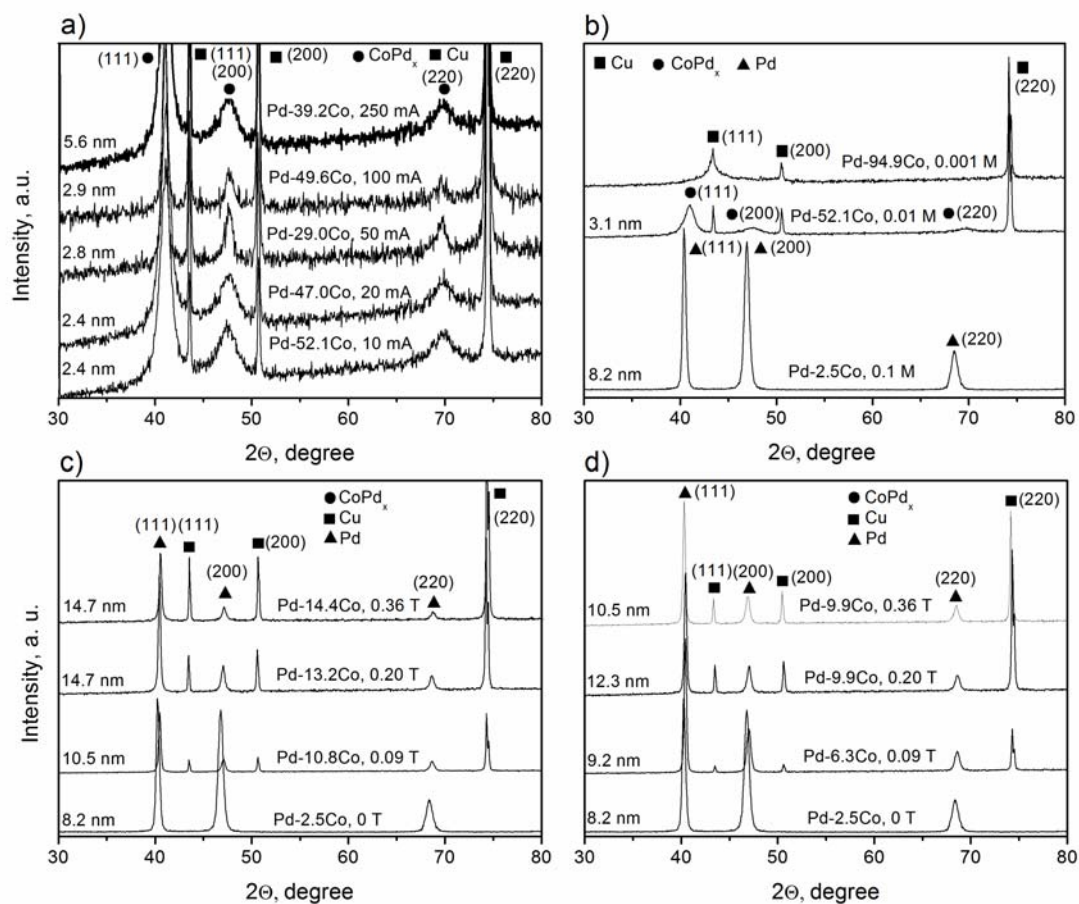 a)
(111) ● ■ (111) ■ (200) ● CoPdₓ ■ Cu ■
(200) (220) (220)
Pd-39.2Co, 250 mA
5.6 nm
Pd-49.6Co, 100 mA
2.9 nm
Pd-29.0Co, 50 mA
2.8 nm
Pd-47.0Co, 20 mA
2.4 nm
Pd-52.1Co, 10 mA
2.4 nm
Intensity, a.u.
30 40 50 60 70 80
2Θ, degree
b)
■ Cu ● CoPdₓ ▲ Pd ■
(220)
■ (111)
■ (200)
Pd-94.9Co, 0.001 M
● (111)
● (200) Pd-52.1Co, 0.01 M ● (220)
3.1 nm
▲ (111) ▲ (200)
▲ (220)
8.2 nm Pd-2.5Co, 0.1 M
30 40 50 60 70 80
2Θ, degree
c)
● CoPdₓ ■
■ Cu (220)
▲ Pd
(111) (111)
▲ ■ ■ (200)
(200) (220)
▲ ▲
14.7 nm Pd-14.4Co, 0.36 T
14.7 nm Pd-13.2Co, 0.20 T
10.5 nm Pd-10.8Co, 0.09 T
8.2 nm Pd-2.5Co, 0 T
Intensity, a. u.
30 40 50 60 70 80
2Θ, degree
d)
▲ (111) ● CoPdₓ ■ (220)
■ Cu
▲ Pd
(111) (200) (200)
■ ▲ ■ (220)
▲
10.5 nm Pd-9.9Co, 0.36 T
12.3 nm Pd-9.9Co, 0.20 T
9.2 nm Pd-6.3Co, 0.09 T
8.2 nm Pd-2.5Co, 0 T
30 40 50 60 70 80
2Θ, degree